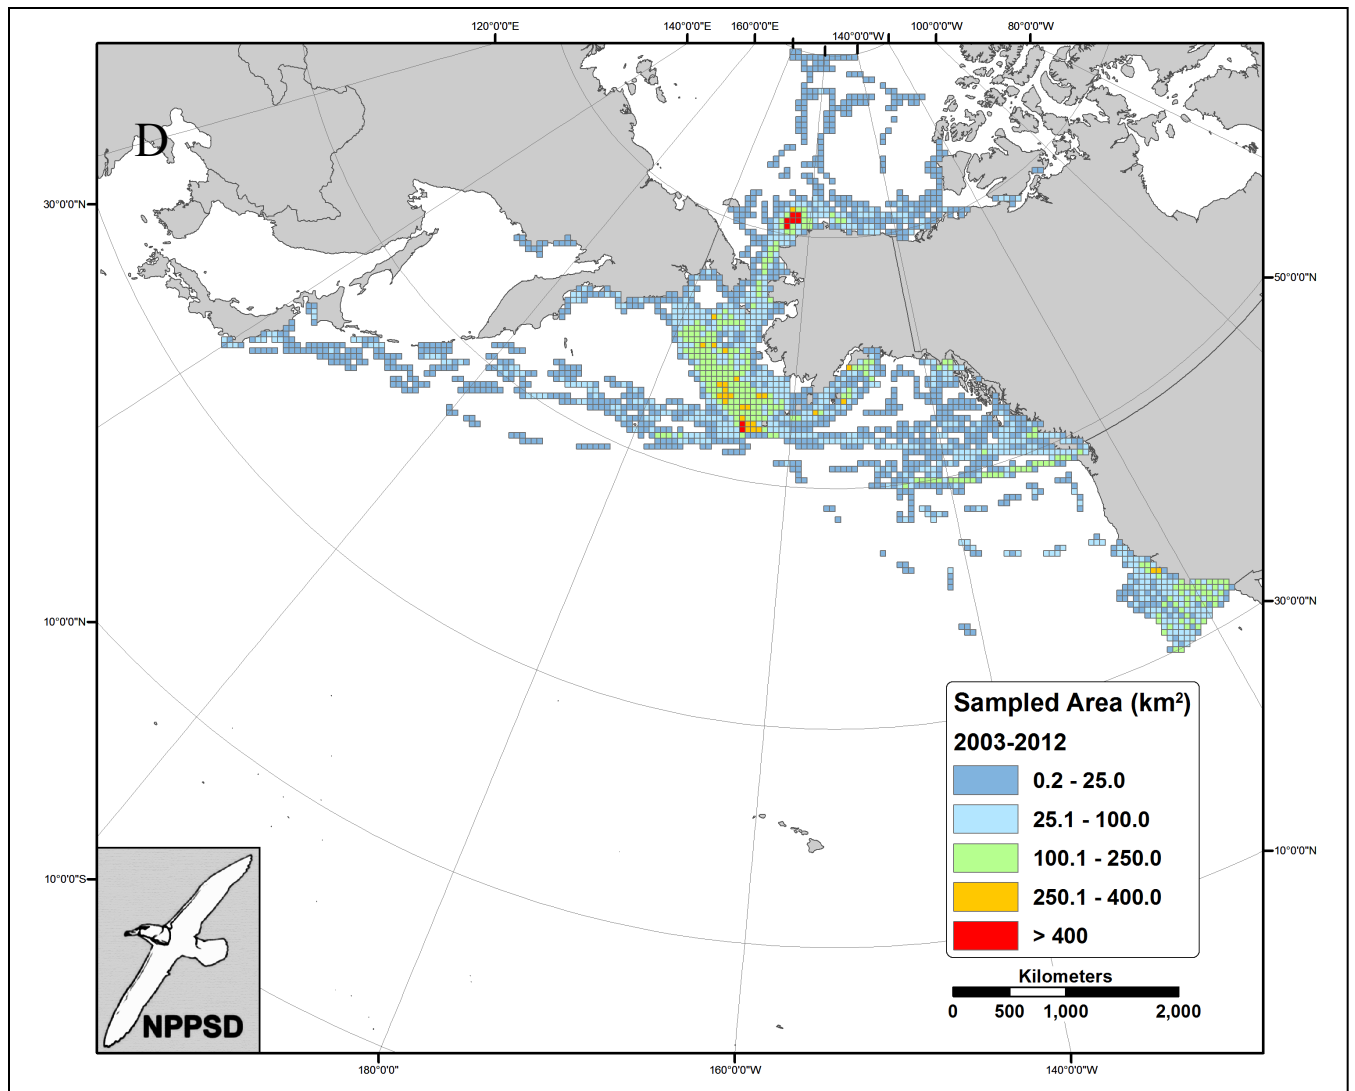 120°0'0"E
140°0'0"E
160°0'0"E
140°0'0"W
100°0'0"W
80°0'0"W
D
30°0'0"N
50°0'0"N
30°0'0"N
10°0'0"N
10°0'0"N
10°0'0"S
Sampled Area (km²)
2003-2012
0.2 - 25.0
25.1 - 100.0
100.1 - 250.0
250.1 - 400.0
> 400
Kilometers
0 500 1,000 2,000
NPPSD
180°0'0"
160°0'0"W
140°0'0"W